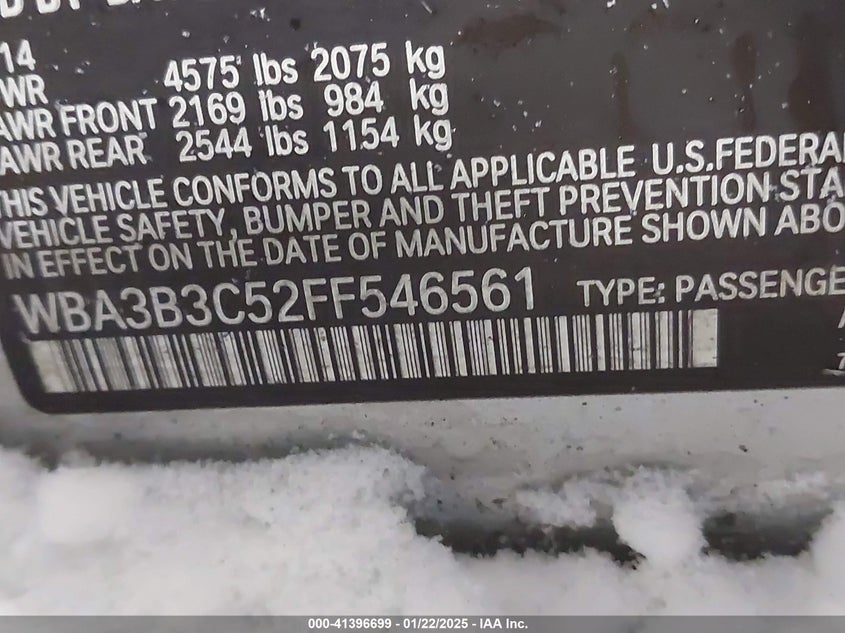 14
4575 lbs 2075 kg
WR
AWR FRONT 2169 lbs 984 kg
AWR REAR 2544 lbs 1154 kg
THIS VEHICLE CONFORMS TO ALL APPLICABLE U.S.FEDERAL
VEHICLE SAFETY, BUMPER AND THEFT PREVENTION STA
IN EFFECT ON THE DATE OF MANUFACTURE SHOWN ABO
WBA3B3C52FF546561 TYPE: PASSENGE
000-41396699 - 01/22/2025 - IAA Inc.